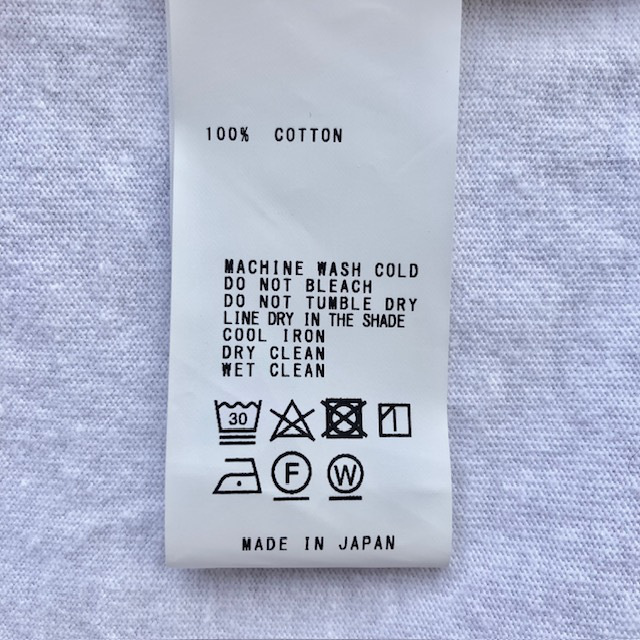 100% COTTON
MACHINE WASH COLD
DO NOT BLEACH
DO NOT TUMBLE DRY
LINE DRY IN THE SHADE
COOL IRON
DRY CLEAN
WET CLEAN
30
F W
MADE IN JAPAN